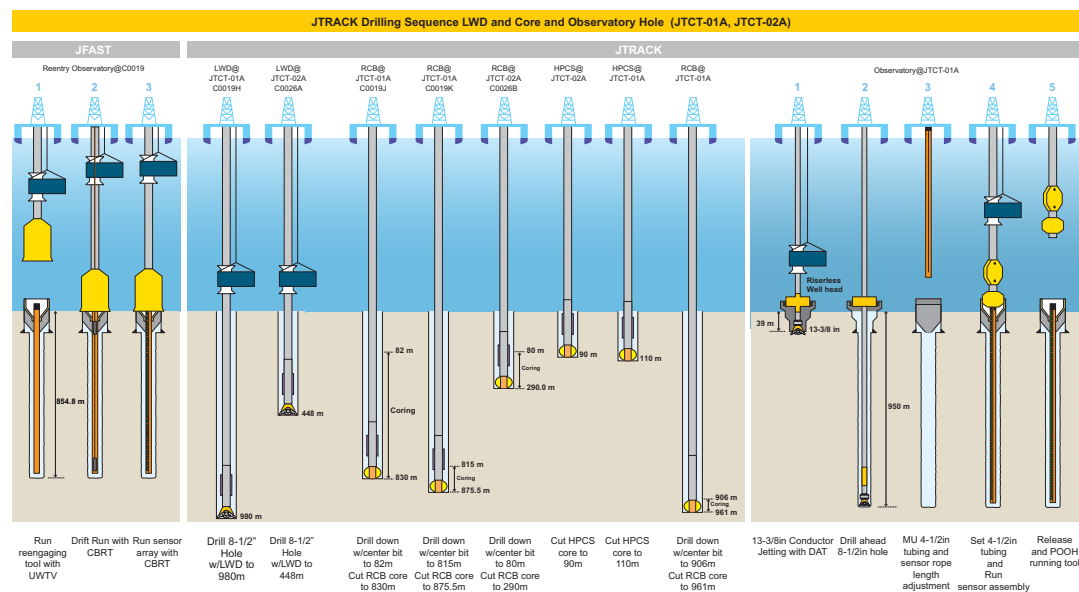 JTRACK Drilling Sequence LWD and Core and Observatory Hole  (JTCT-01A, JTCT-02A)
JFAST
JTRACK
Reentry Observatory@C0019
1
2
3
LWD@
JTCT-01A
C0019H
LWD@
JTCT-02A
C0026A
RCB@
JTCT-01A
C0019J
RCB@
JTCT-01A
C0019K
RCB@
JTCT-02A
C0026B
HPCS@
JTCT-02A
HPCS@
JTCT-01A
RCB@
JTCT-01A
Observatory@JTCT-01A
1
2
3
4
5
854.8 m
980 m
448 m
82 m
Coring
830 m
815 m
Coring
875.5 m
80 m
Coring
290.0 m
90 m
110 m
906 m
Coring
961 m
Riserless
Well head
39 m
13-3/8 in
950 m
Run
reengaging
tool with
UWTV
Drift Run with
CBRT
Run sensor
array with
CBRT
Drill 8-1/2”
Hole
w/LWD to
980m
Drill 8-1/2”
Hole
w/LWD to
448m
Drill down
w/center bit
to 82m
Cut RCB core
to 830m
Drill down
w/center bit
to 815m
Cut RCB core
to 875.5m
Drill down
w/center bit
to 80m
Cut RCB core
to 290m
Cut HPCS
core to
90m
Cut HPCS
core to
110m
Drill down
w/center bit
to 906m
Cut RCB core
to 961m
13-3/8in Conductor
Jetting with DAT
Drill ahead
8-1/2in hole
MU 4-1/2in
tubing and
sensor rope
length
adjustment
Set 4-1/2in
tubing
and
Run
sensor assembly
Release
and POOH
running tool